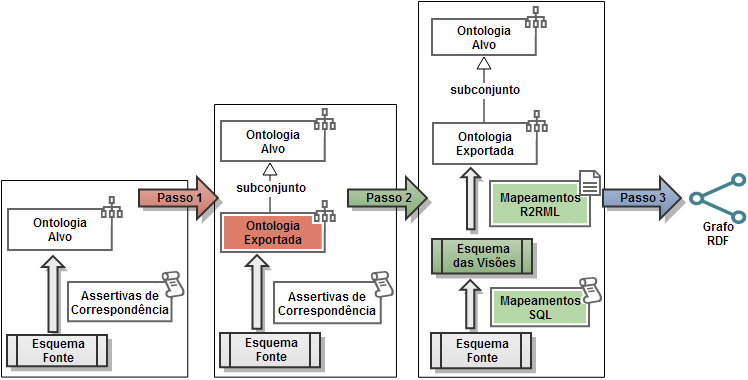 Ontologia
Alvo
Assertivas de
Correspondência
Esquema
Fonte
Passo 1
Ontologia
Alvo
subconjunto
Ontologia
Exportada
Assertivas de
Correspondência
Esquema
Fonte
Passo 2
Ontologia
Alvo
subconjunto
Ontologia
Exportada
Mapeamentos
R2RML
Esquema
das Visões
Mapeamentos
SQL
Esquema
Fonte
Passo 3
Grafo
RDF